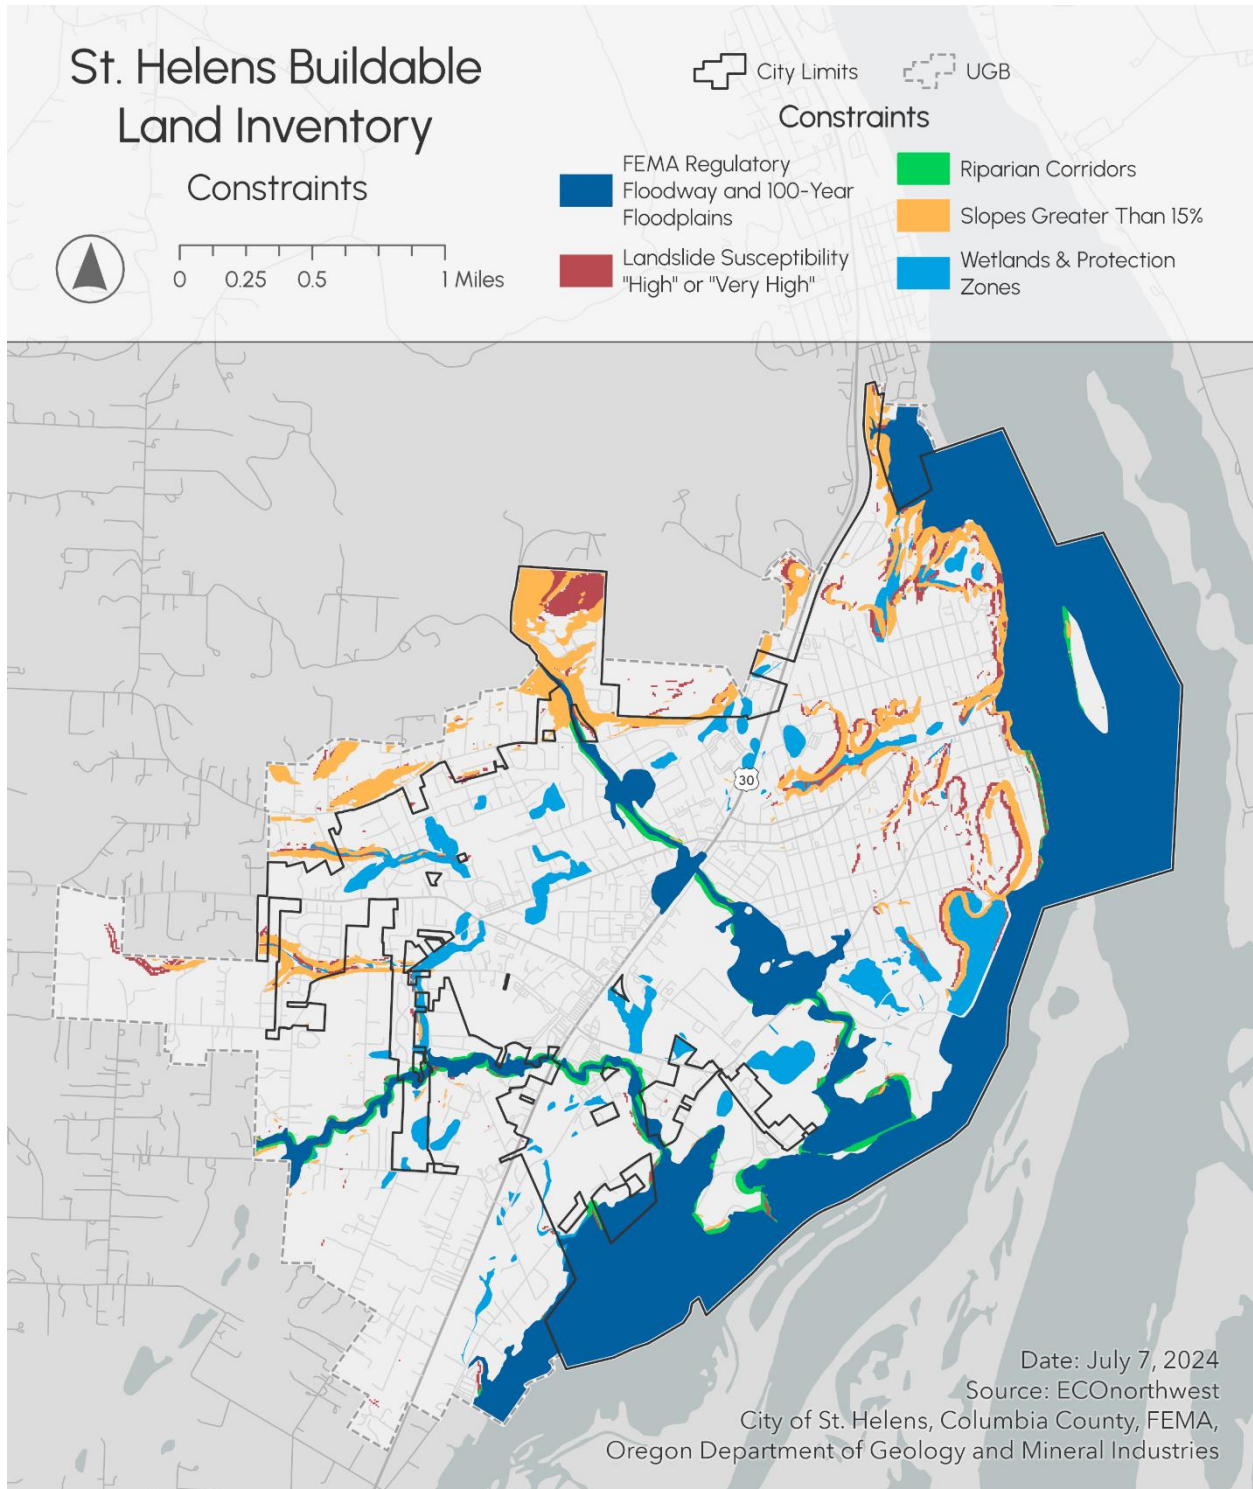 St. Helens Buildable
Land Inventory
Constraints
0 0.25 0.5 1 Miles
City Limits
UGB
Constraints
FEMA Regulatory
Floodway and 100-Year
Floodplains
Landslide Susceptibility
"High" or "Very High"
Riparian Corridors
Slopes Greater Than 15%
Wetlands & Protection
Zones
30
Date: July 7, 2024
Source: ECOnorthwest
City of St. Helens, Columbia County, FEMA,
Oregon Department of Geology and Mineral Industries